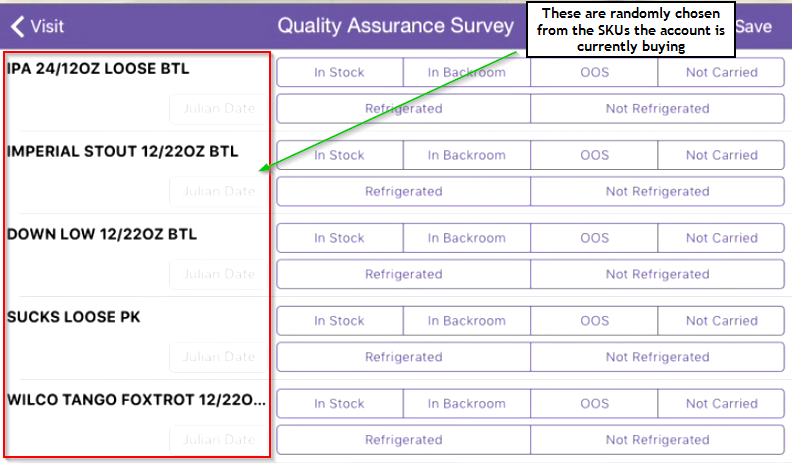 Visit
Quality Assurance Survey
Save
These are randomly chosen
from the SKUs the account is
currently buying
IPA 24/12OZ LOOSE BTL
In Stock In Backroom OOS Not Carried
Julian Date
Refrigerated Not Refrigerated
IMPERIAL STOUT 12/22OZ BTL
In Stock In Backroom OOS Not Carried
Julian Date
Refrigerated Not Refrigerated
DOWN LOW 12/22OZ BTL
In Stock In Backroom OOS Not Carried
Julian Date
Refrigerated Not Refrigerated
SUCKS LOOSE PK
In Stock In Backroom OOS Not Carried
Julian Date
Refrigerated Not Refrigerated
WILCO TANGO FOXTROT 12/22O...
In Stock In Backroom OOS Not Carried
Julian Date
Refrigerated Not Refrigerated